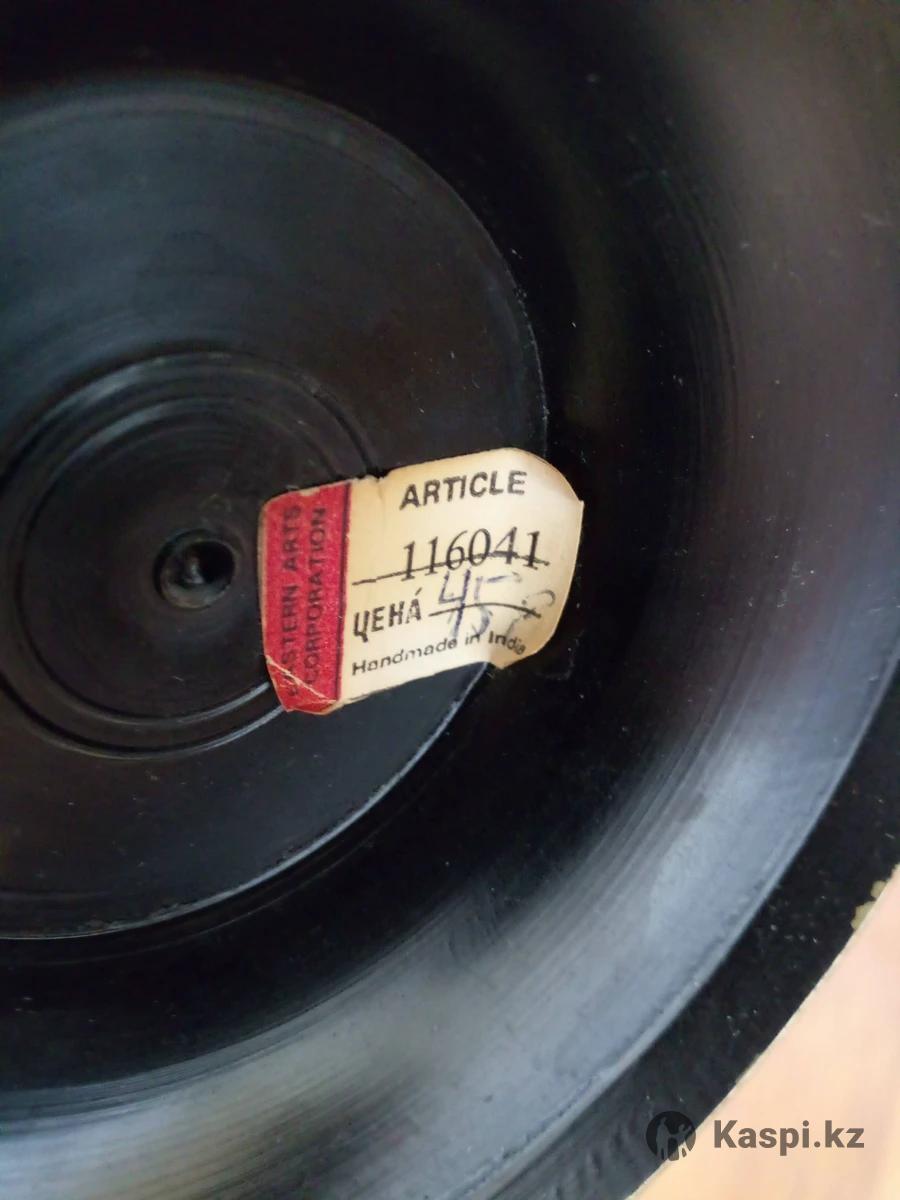 EASTERN ARTS
CORPORATION
ARTICLE
116041
ЦЕНА́ 45
Handmade in India
Kaspi.kz